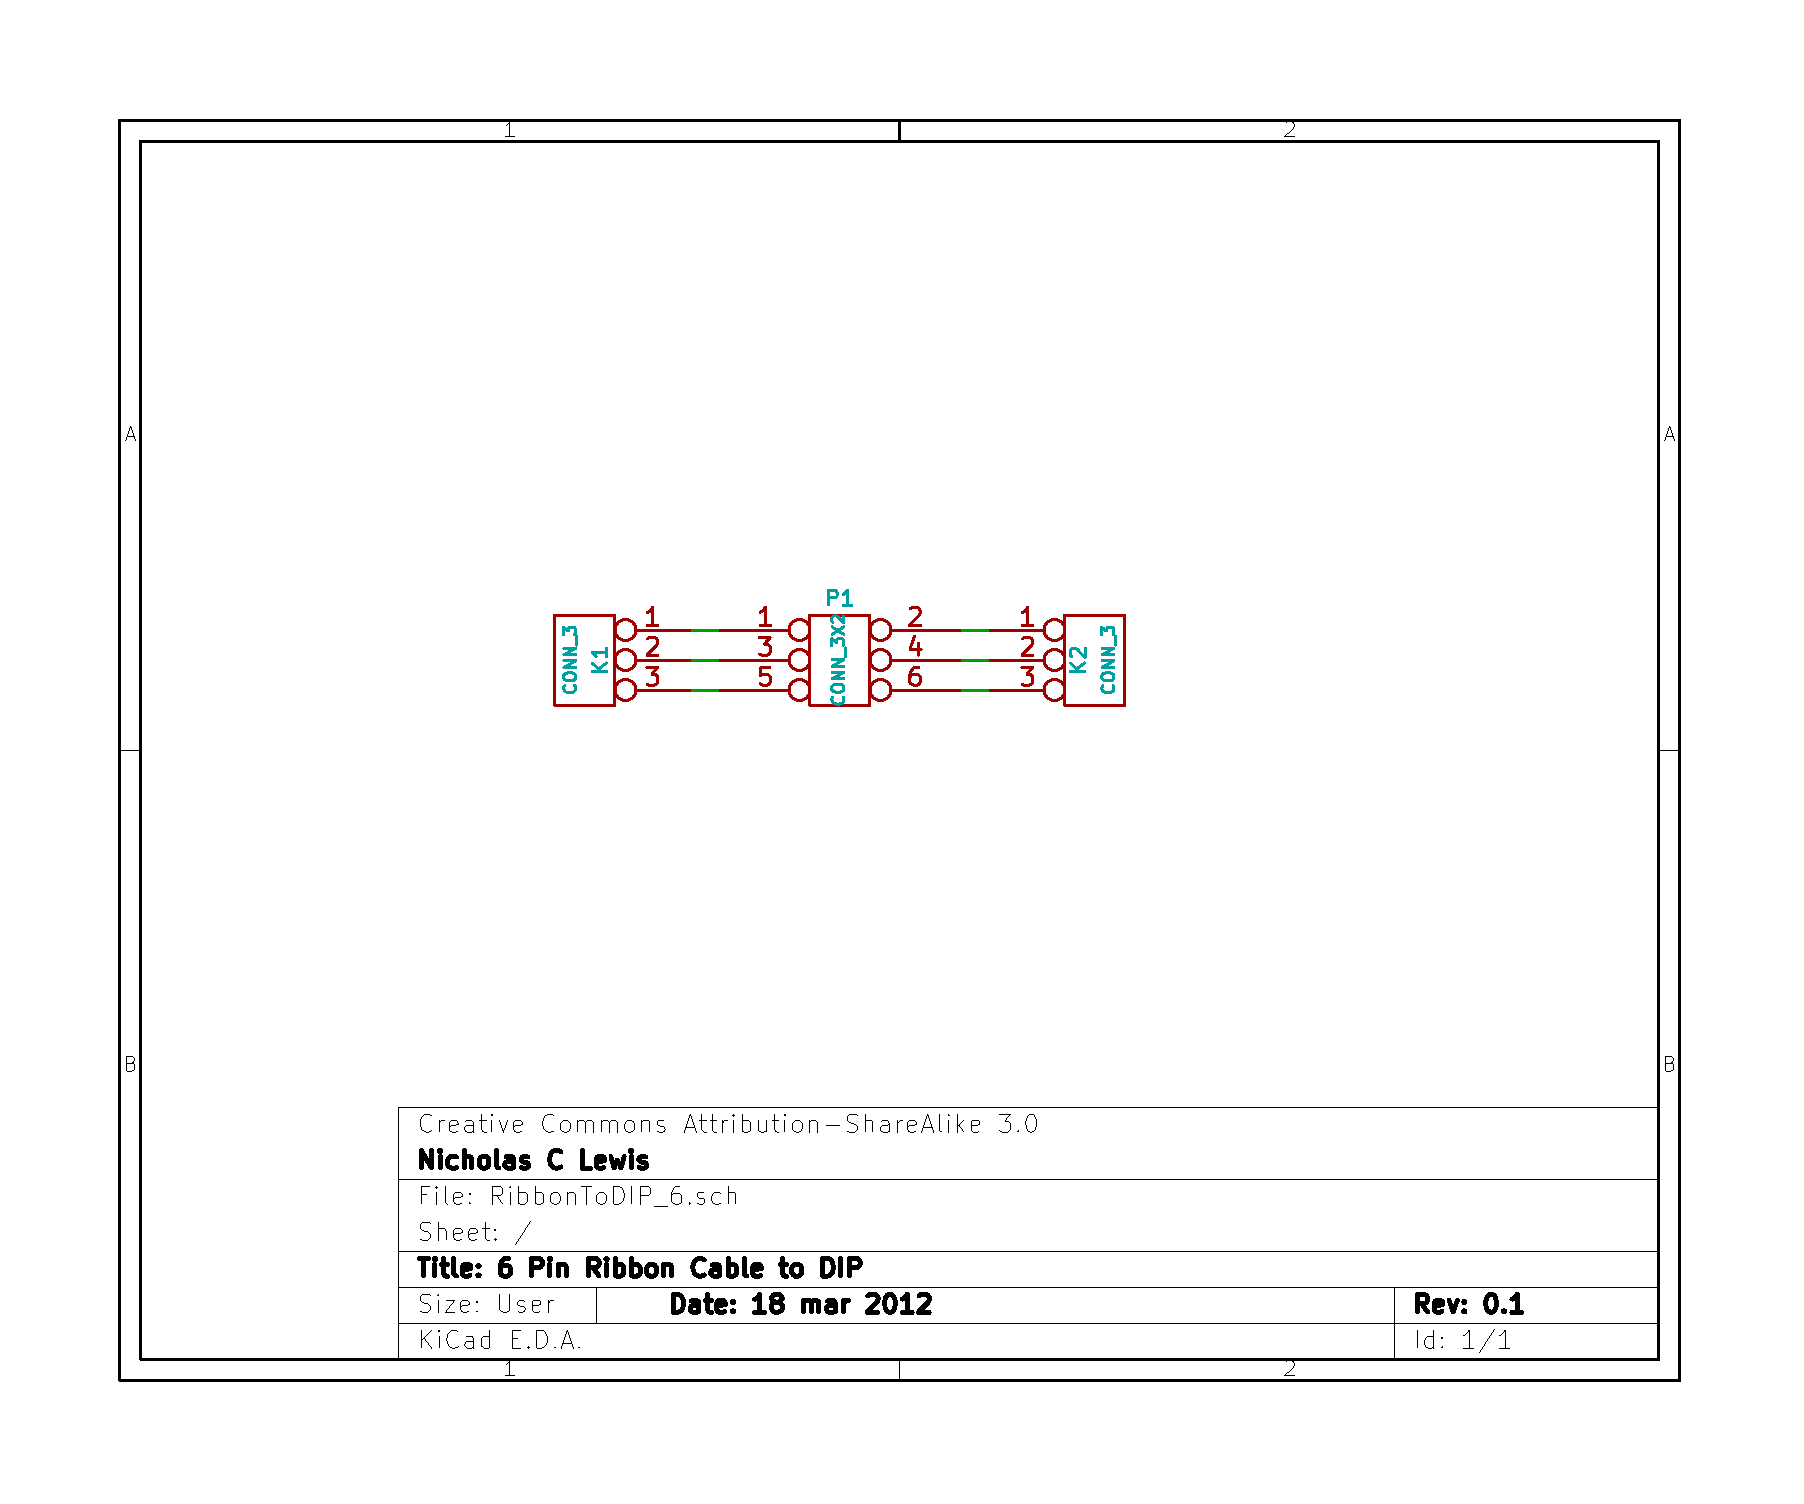 1 2
A A
P1
1 1 2 1
2 3 4 2
3 5 6 3
CONN_3
K1
CONN_3X2
K2
CONN_3
B B
Creative Commons Attribution-ShareAlike 3.0
Nicholas C Lewis
File: RibbonToDIP_6.sch
Sheet: /
Title: 6 Pin Ribbon Cable to DIP
Size: User Date: 18 mar 2012 Rev: 0.1
KiCad E.D.A. Id: 1/1
1 2